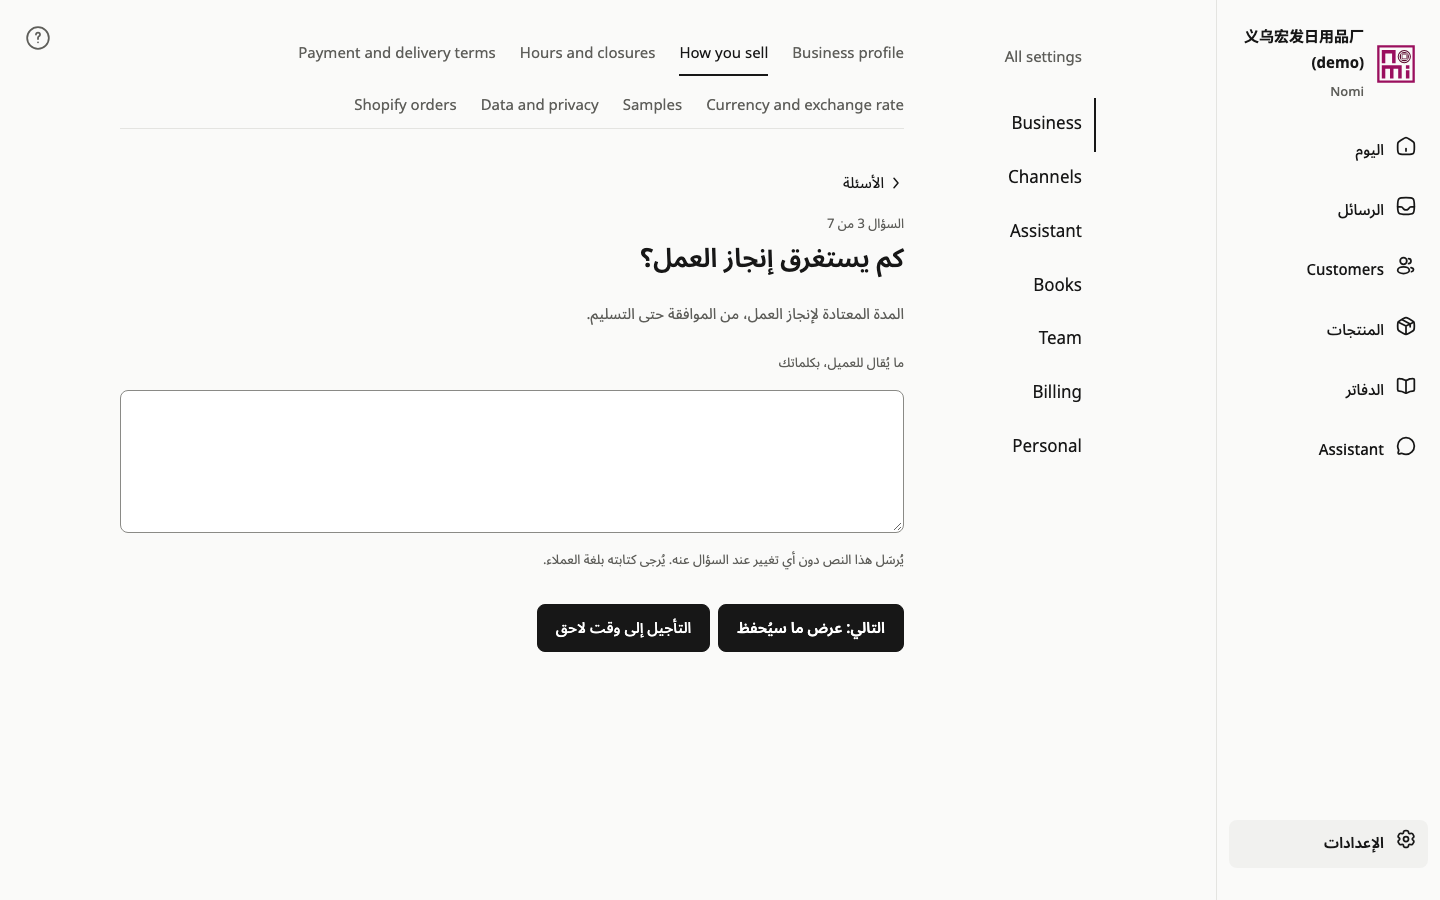 义乌宏发日用品厂
(demo)
Nomi
اليوم
الرسائل
Customers
المنتجات
الدفاتر
Assistant
الإعدادات
All settings
Business
Channels
Assistant
Books
Team
Billing
Personal
Business profile
How you sell
Hours and closures
Payment and delivery terms
Currency and exchange rate
Samples
Data and privacy
Shopify orders
الأسئلة
السؤال 3 من 7
كم يستغرق إنجاز العمل؟
المدة المعتادة لإنجاز العمل، من الموافقة حتى التسليم.
ما يُقال للعميل، بكلماتك
يُرسَل هذا النص دون أي تغيير عند السؤال عنه. يُرجى كتابته بلغة العملاء.
التالي: عرض ما سيُحفظ
التأجيل إلى وقت لاحق